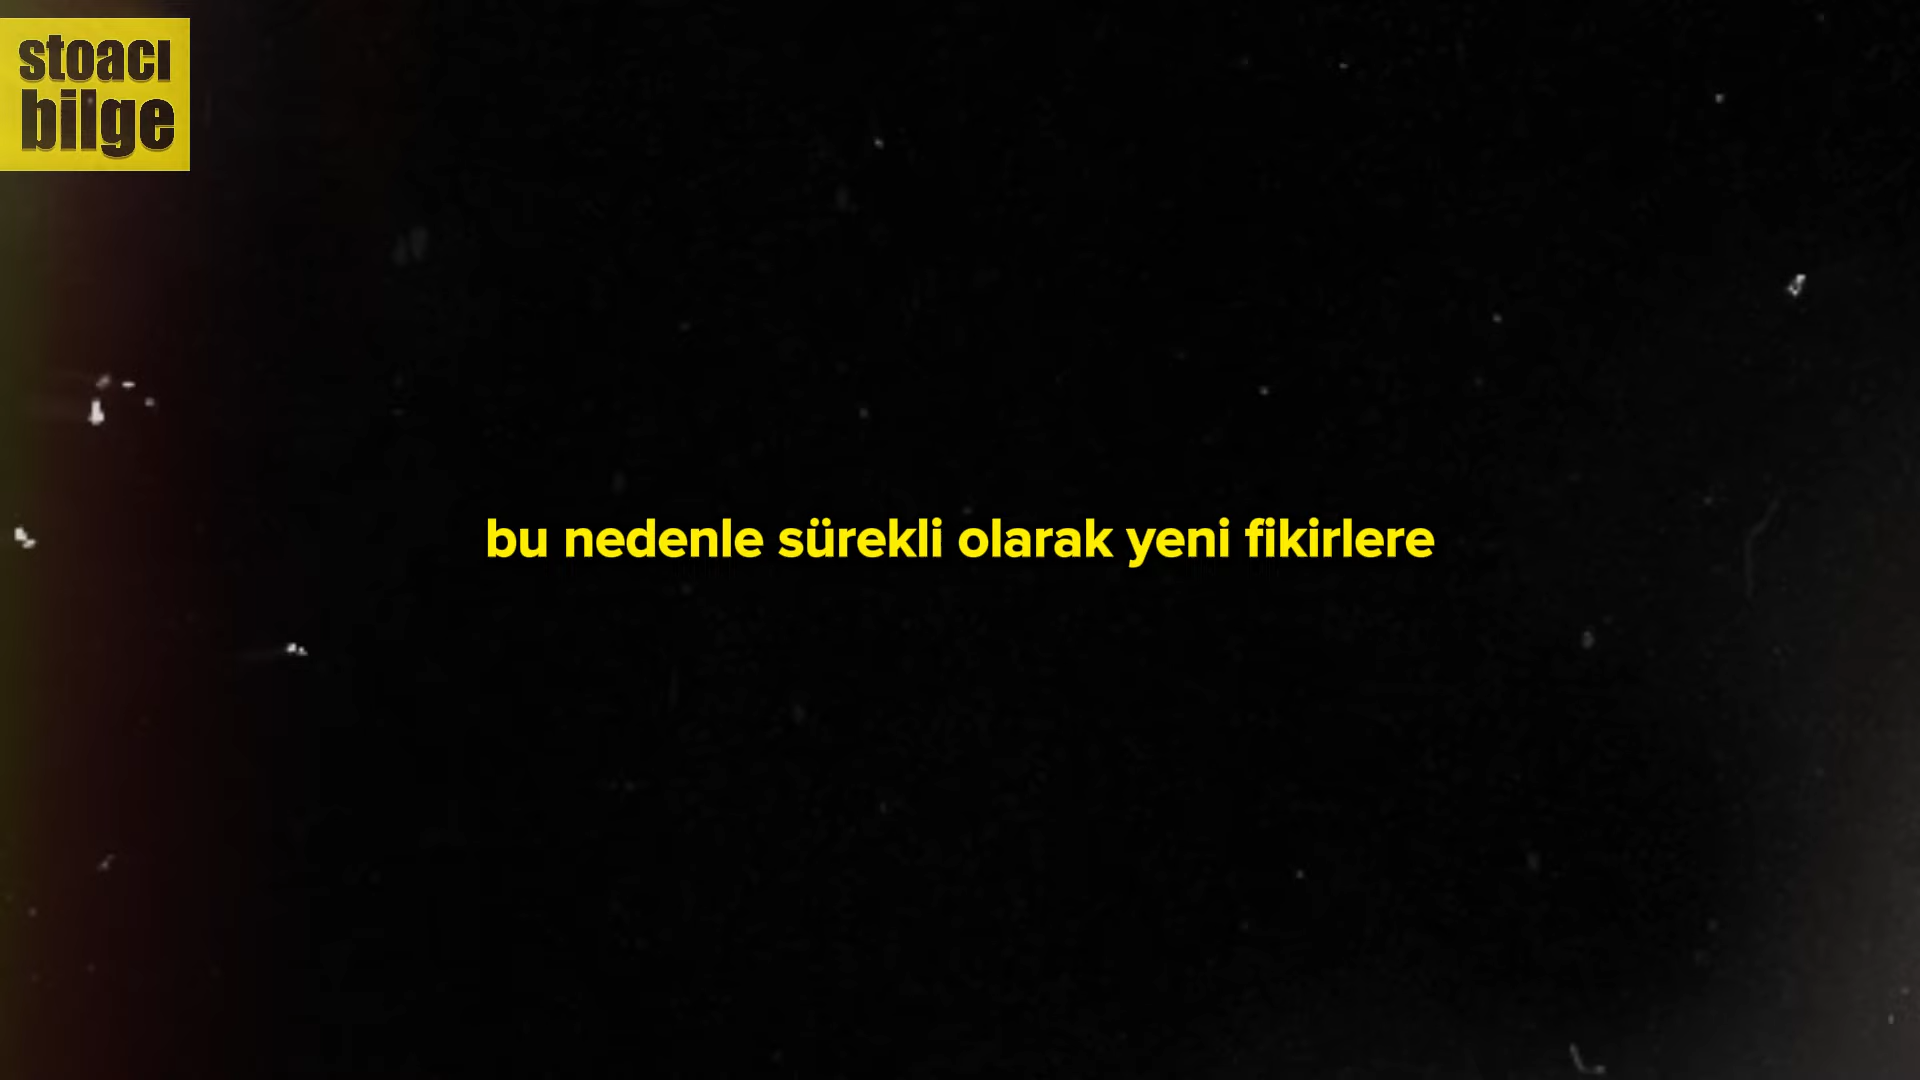 stoacı
bilge
bu nedenle sürekli olarak yeni fikirlere